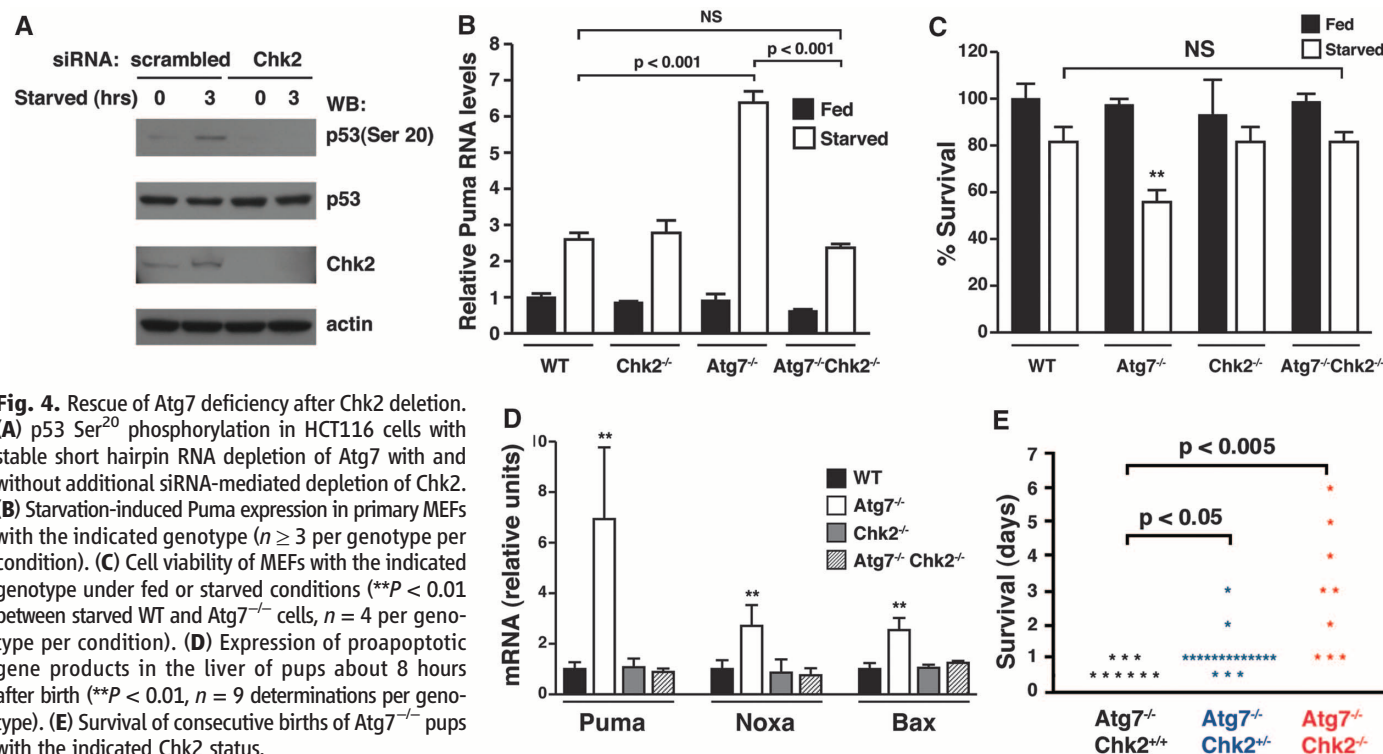 A
siRNA: scrambled Chk2
Starved (hrs) 0 3 0 3 WB:
p53(Ser 20)
p53
Chk2
actin
B
NS
p < 0.001
p < 0.001
Relative Puma RNA levels
8
7
6
5
4
3
2
1
0
Fed
Starved
WT Chk2-/- Atg7-/- Atg7-/-Chk2-/-
C
Fed
Starved
NS
% Survival
120
100
80
60
40
20
0
**
WT Atg7-/- Chk2-/- Atg7-/-Chk2-/-
Fig. 4. Rescue of Atg7 deficiency after Chk2 deletion.
(A) p53 Ser20 phosphorylation in HCT116 cells with
stable short hairpin RNA depletion of Atg7 with and
without additional siRNA-mediated depletion of Chk2.
(B) Starvation-induced Puma expression in primary MEFs
with the indicated genotype (n ≥ 3 per genotype per
condition). (C) Cell viability of MEFs with the indicated
genotype under fed or starved conditions (**P < 0.01
between starved WT and Atg7−/− cells, n = 4 per geno-
type per condition). (D) Expression of proapoptotic
gene products in the liver of pups about 8 hours
after birth (**P < 0.01, n = 9 determinations per geno-
type). (E) Survival of consecutive births of Atg7−/− pups
with the indicated Chk2 status.
D
mRNA (relative units)
10
8
6
4
2
0
**
**
**
WT
Atg7-/-
Chk2-/-
Atg7-/- Chk2-/-
Puma Noxa Bax
E
p < 0.005
p < 0.05
Survival (days)
7
6
5
4
3
2
1
0
Atg7-/- Atg7-/- Atg7-/-
Chk2+/+ Chk2+/- Chk2-/-